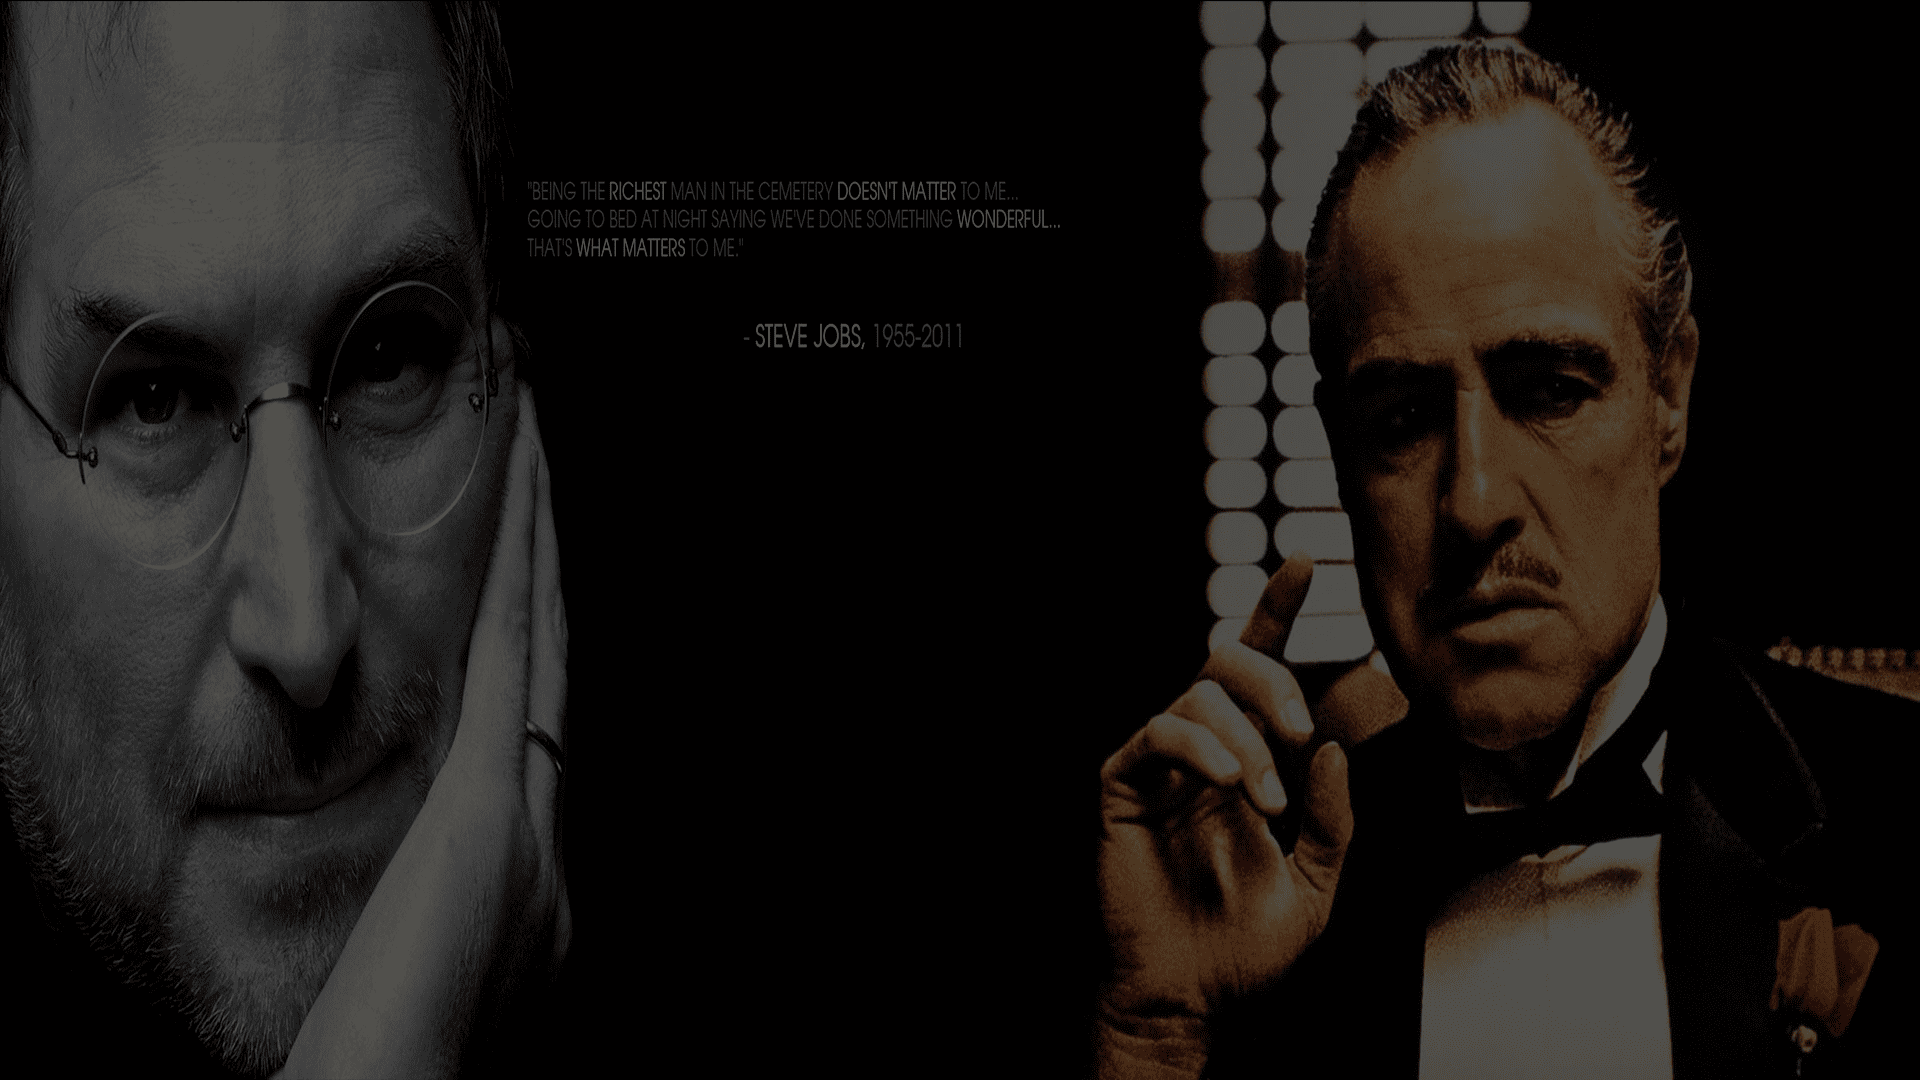 "BEING THE RICHEST MAN IN THE CEMETERY DOESN'T MATTER TO ME...
GOING TO BED AT NIGHT SAYING WE'VE DONE SOMETHING WONDERFUL...
THAT'S WHAT MATTERS TO ME."
- STEVE JOBS, 1955-2011